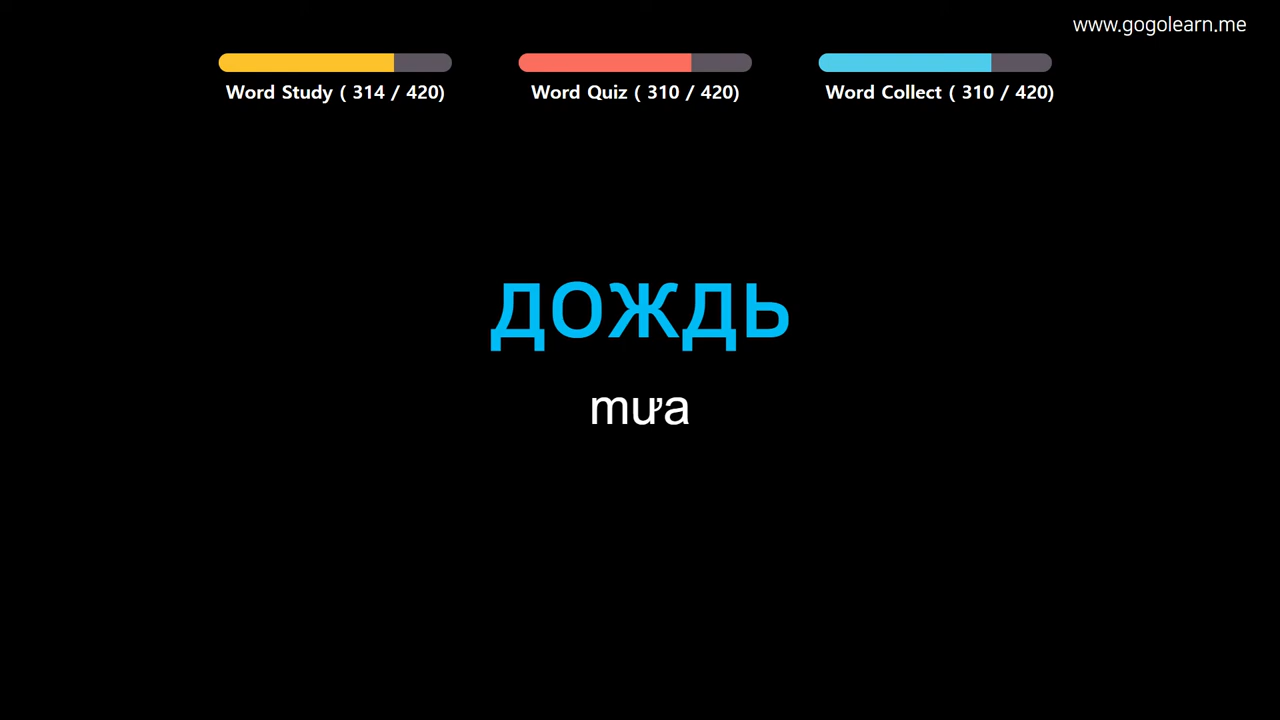 www.gogolearn.me
Word Study ( 314 / 420)
Word Quiz ( 310 / 420)
Word Collect ( 310 / 420)
дождь
mưa